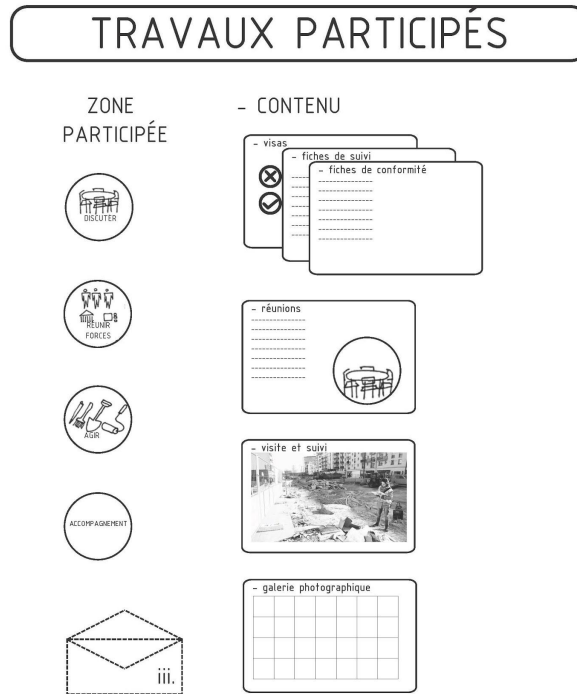 TRAVAUX PARTICIPÉS
ZONE
PARTICIPÉE
DISCUTER
RÉUNIR
FORCES
AGIR
ACCOMPAGNEMENT
iii.
- CONTENU
- visas
- fiches de suivi
- fiches de conformité
- réunions
- visite et suivi
- galerie photographique